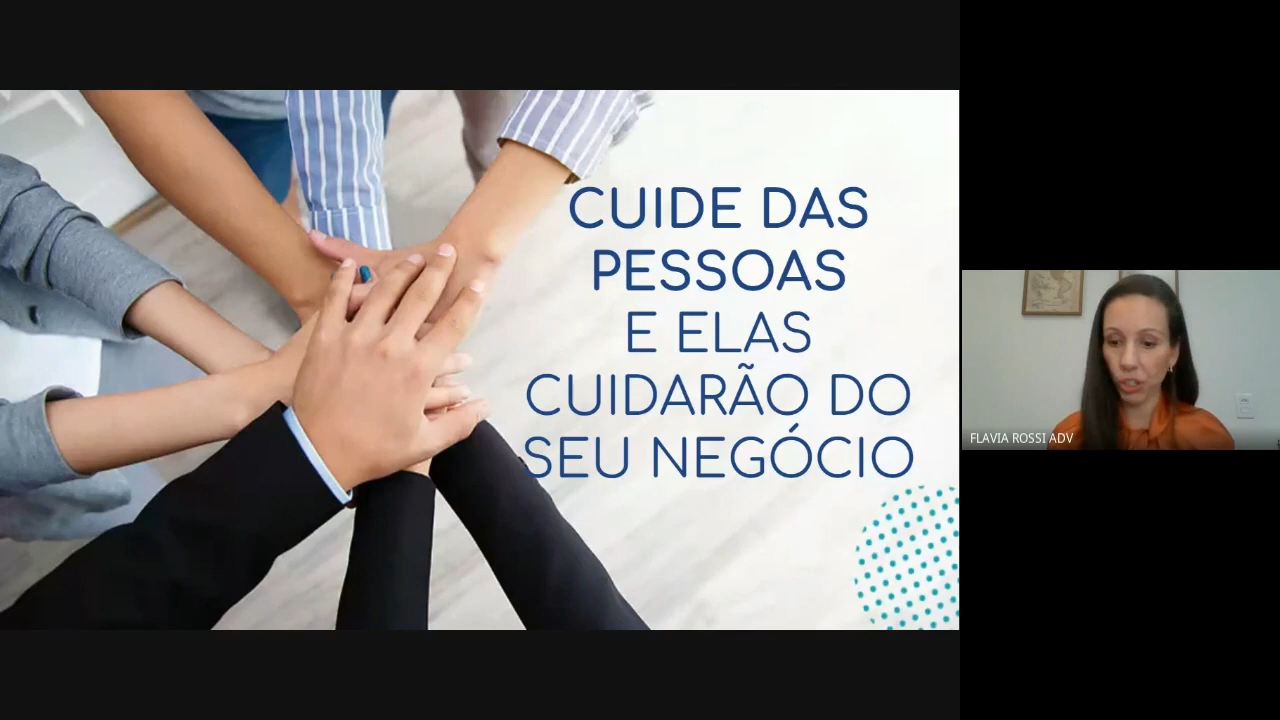 CUIDE DAS
PESSOAS
E ELAS
CUIDARÃO DO
SEU NEGÓCIO
FLAVIA ROSSI ADV